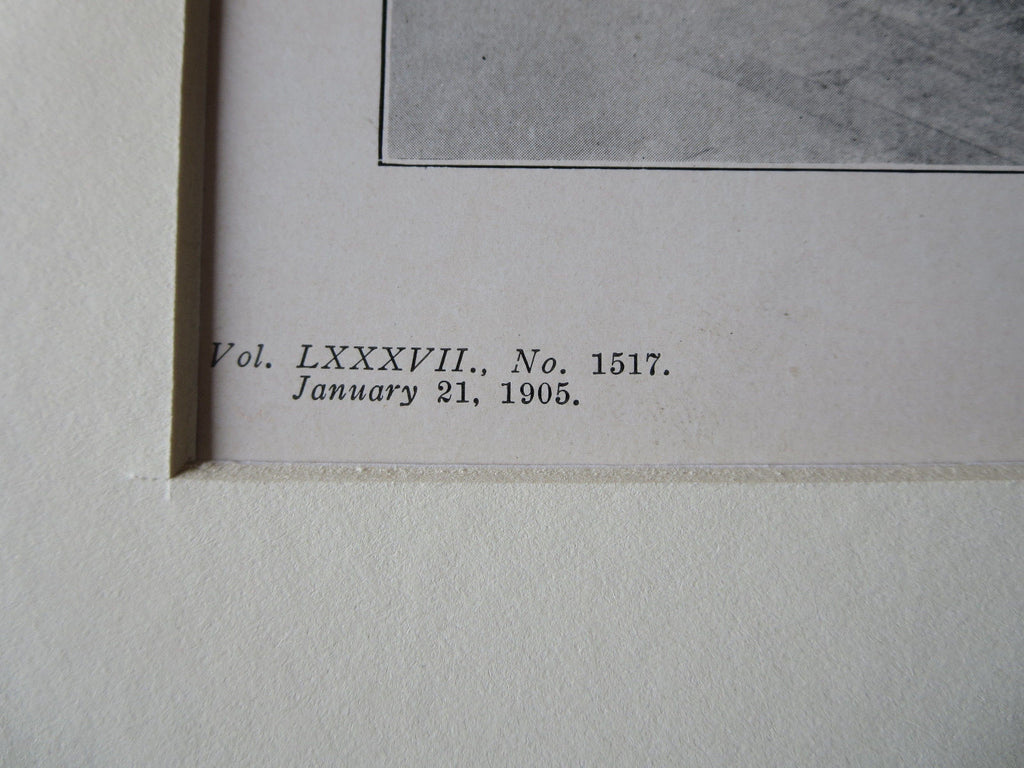 Vol. LXXXVII., No. 1517.
January 21, 1905.